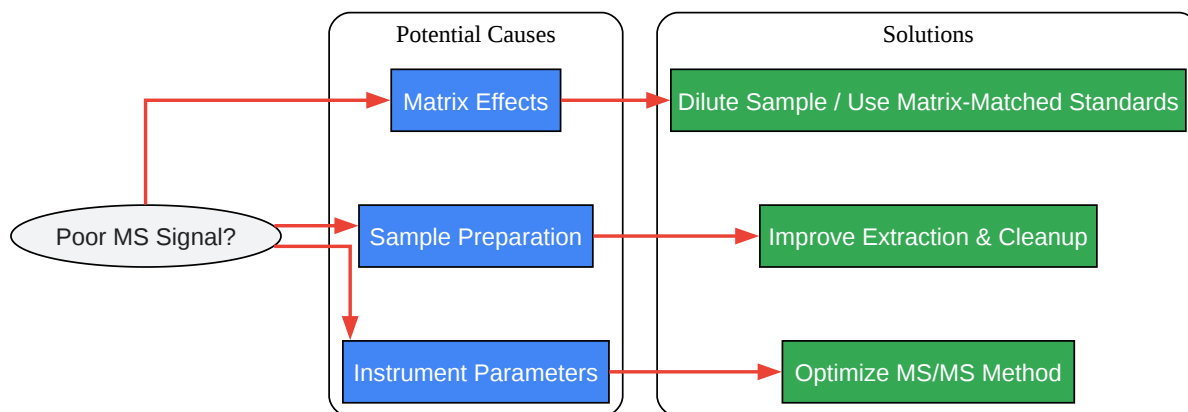 Potential Causes
Solutions
Matrix Effects
Dilute Sample / Use Matrix-Matched Standards
Poor MS Signal?
Sample Preparation
Improve Extraction & Cleanup
Instrument Parameters
Optimize MS/MS Method